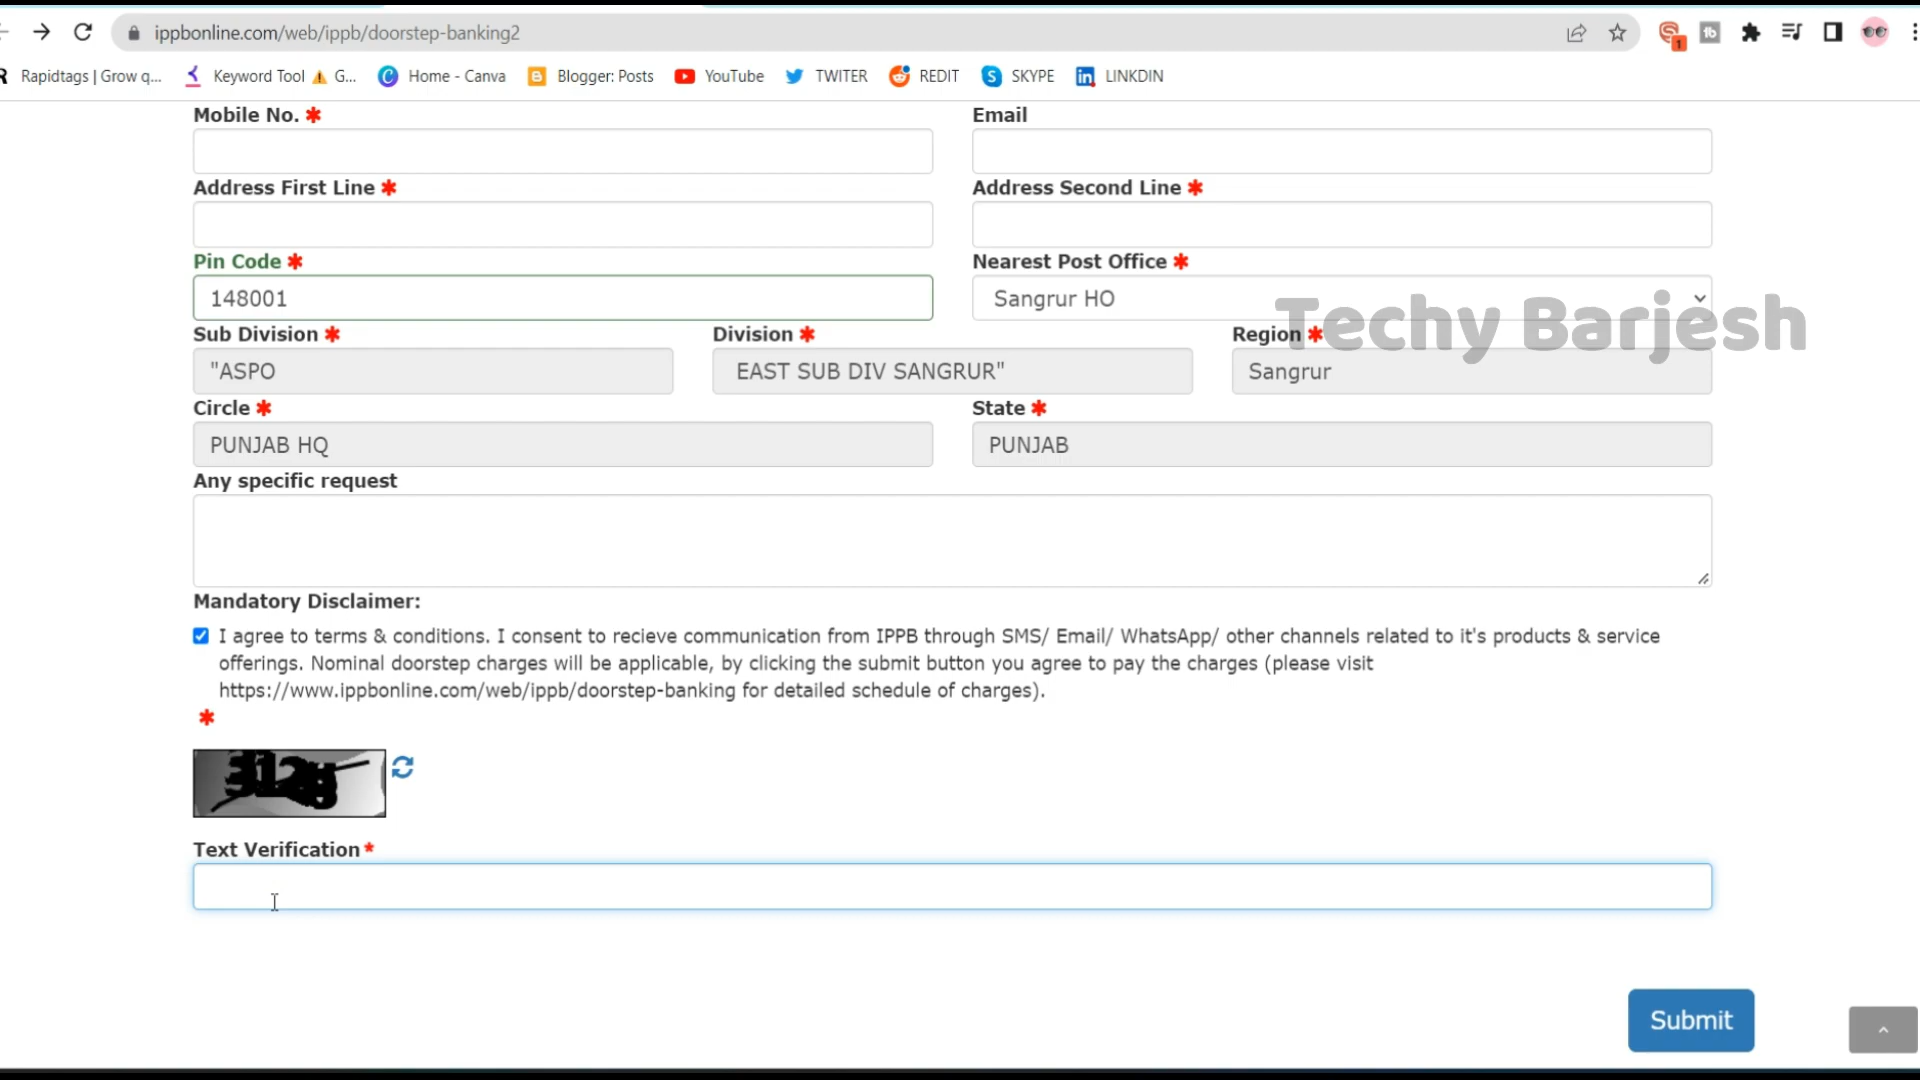 ippbonline.com/web/ippb/doorstep-banking2
1
Rapidtags | Grow q...
Keyword Tool
G...
Home - Canva
Blogger: Posts
YouTube
TWITER
REDIT
SKYPE
LINKDIN
Mobile No. *
Email
Address First Line *
Address Second Line *
Pin Code *
Nearest Post Office *
148001
Sangrur HO
Techy Barjesh
Sub Division *
Division *
Region *
"ASPO
EAST SUB DIV SANGRUR"
Sangrur
Circle *
State *
PUNJAB HQ
PUNJAB
Any specific request
Mandatory Disclaimer:
I agree to terms & conditions. I consent to recieve communication from IPPB through SMS/ Email/ WhatsApp/ other channels related to it's products & service
offerings. Nominal doorstep charges will be applicable, by clicking the submit button you agree to pay the charges (please visit
https://www.ippbonline.com/web/ippb/doorstep-banking for detailed schedule of charges).
*
Text Verification *
Submit